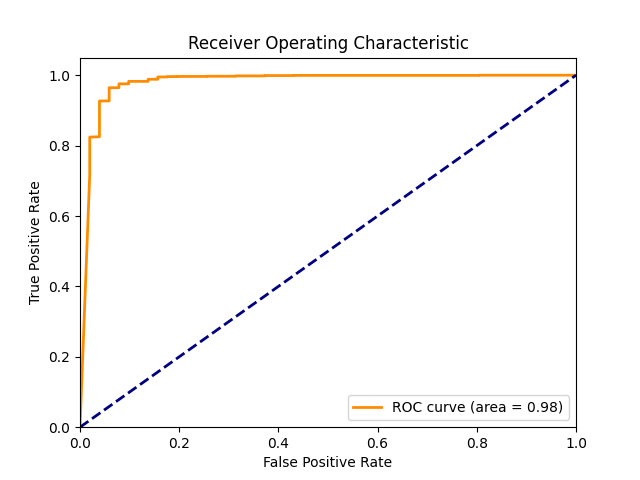 Receiver Operating Characteristic
1.0
0.8
0.6
0.4
0.2
0.0
True Positive Rate
ROC curve (area = 0.98)
0.0 0.2 0.4 0.6 0.8 1.0
False Positive Rate